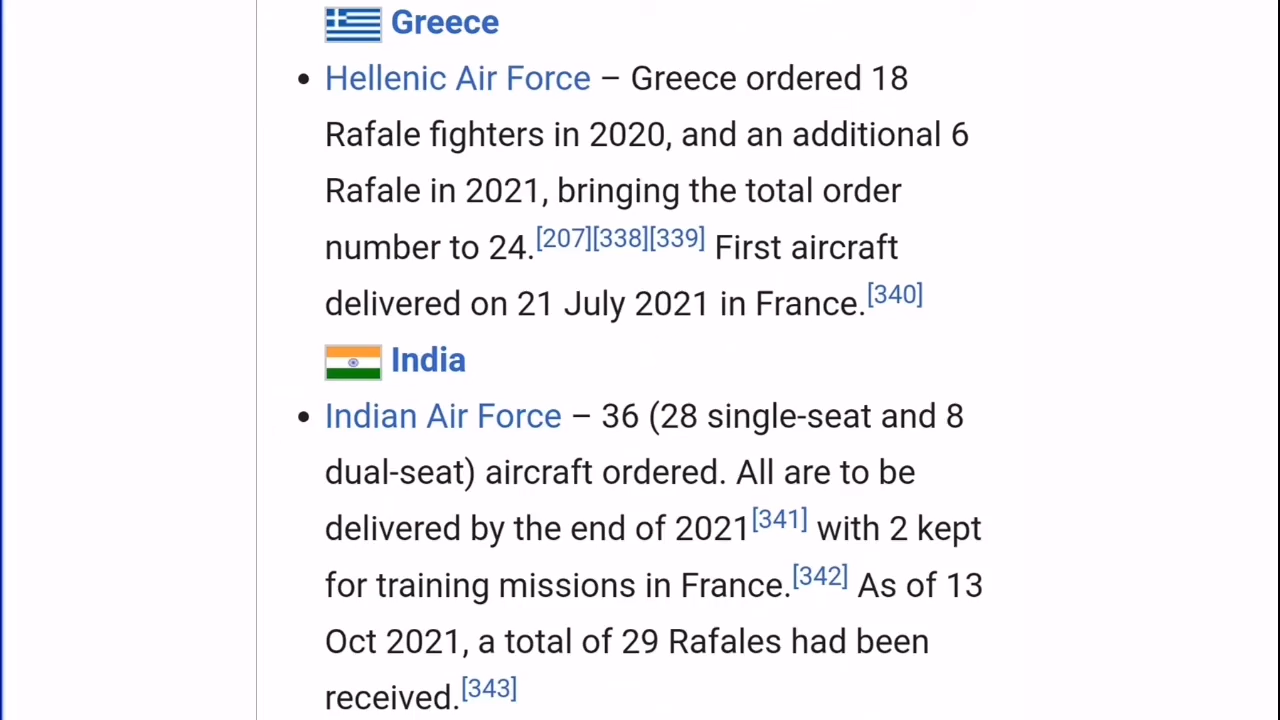 Greece
• Hellenic Air Force – Greece ordered 18
Rafale fighters in 2020, and an additional 6
Rafale in 2021, bringing the total order
number to 24.[207][338][339] First aircraft
delivered on 21 July 2021 in France.[340]
India
• Indian Air Force – 36 (28 single-seat and 8
dual-seat) aircraft ordered. All are to be
delivered by the end of 2021[341] with 2 kept
for training missions in France.[342] As of 13
Oct 2021, a total of 29 Rafales had been
received.[343]